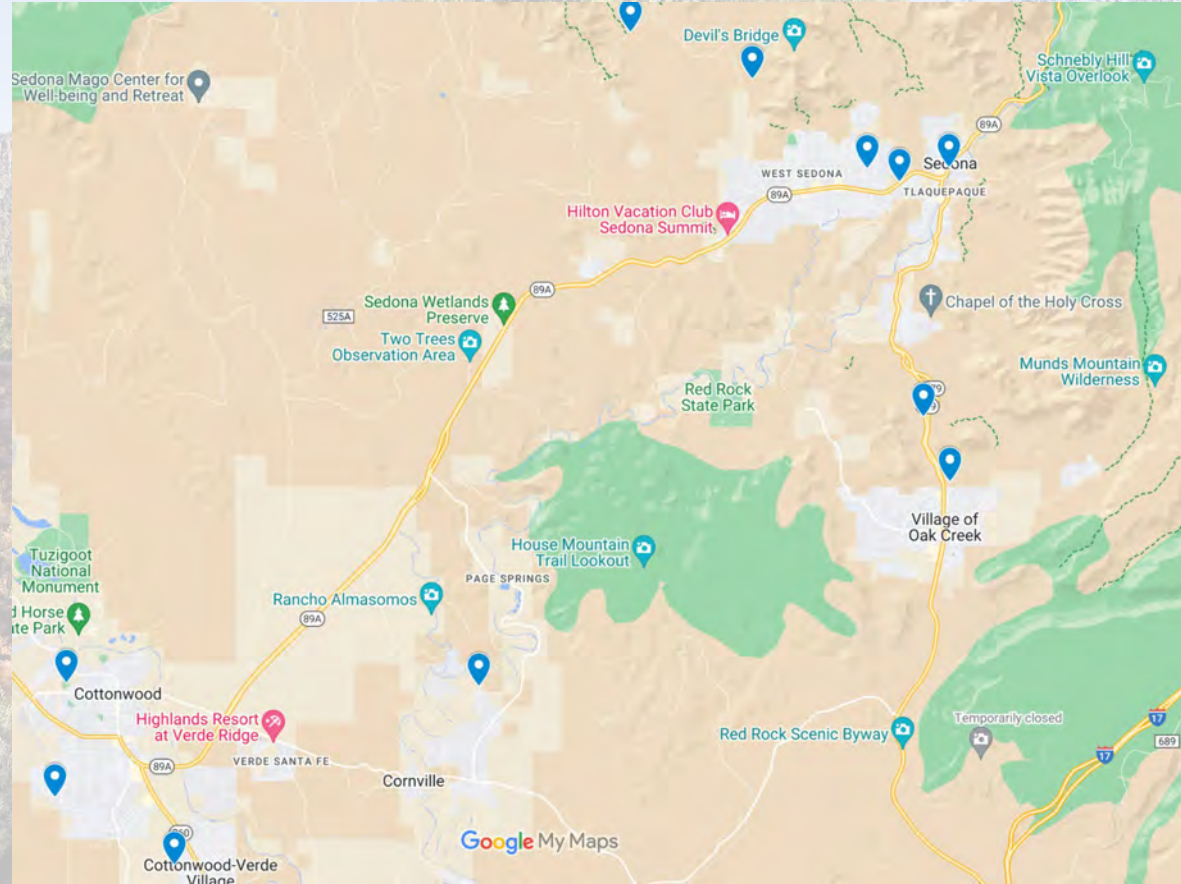 Devil's Bridge
Schnebly Hill
Vista Overlook
Sedona Mago Center for
Well-being and Retreat
89A
Sedona
WEST SEDONA
89A
TLAQUEPAQUE
Hilton Vacation Club
Sedona Summit
89A
Sedona Wetlands
Preserve
525A
Two Trees
Observation Area
Chapel of the Holy Cross
Munds Mountain
Wilderness
Red Rock
State Park
Village of
Oak Creek
House Mountain
Trail Lookout
Tuzigoot
National
Monument
PAGE SPRINGS
Rancho Almasomos
d Horse
ate Park
89A
Cottonwood
Highlands Resort
at Verde Ridge
VERDE SANTA FE
89A
Cornville
Red Rock Scenic Byway
Temporarily closed
17
689
17
Google My Maps
Cottonwood-Verde
Village